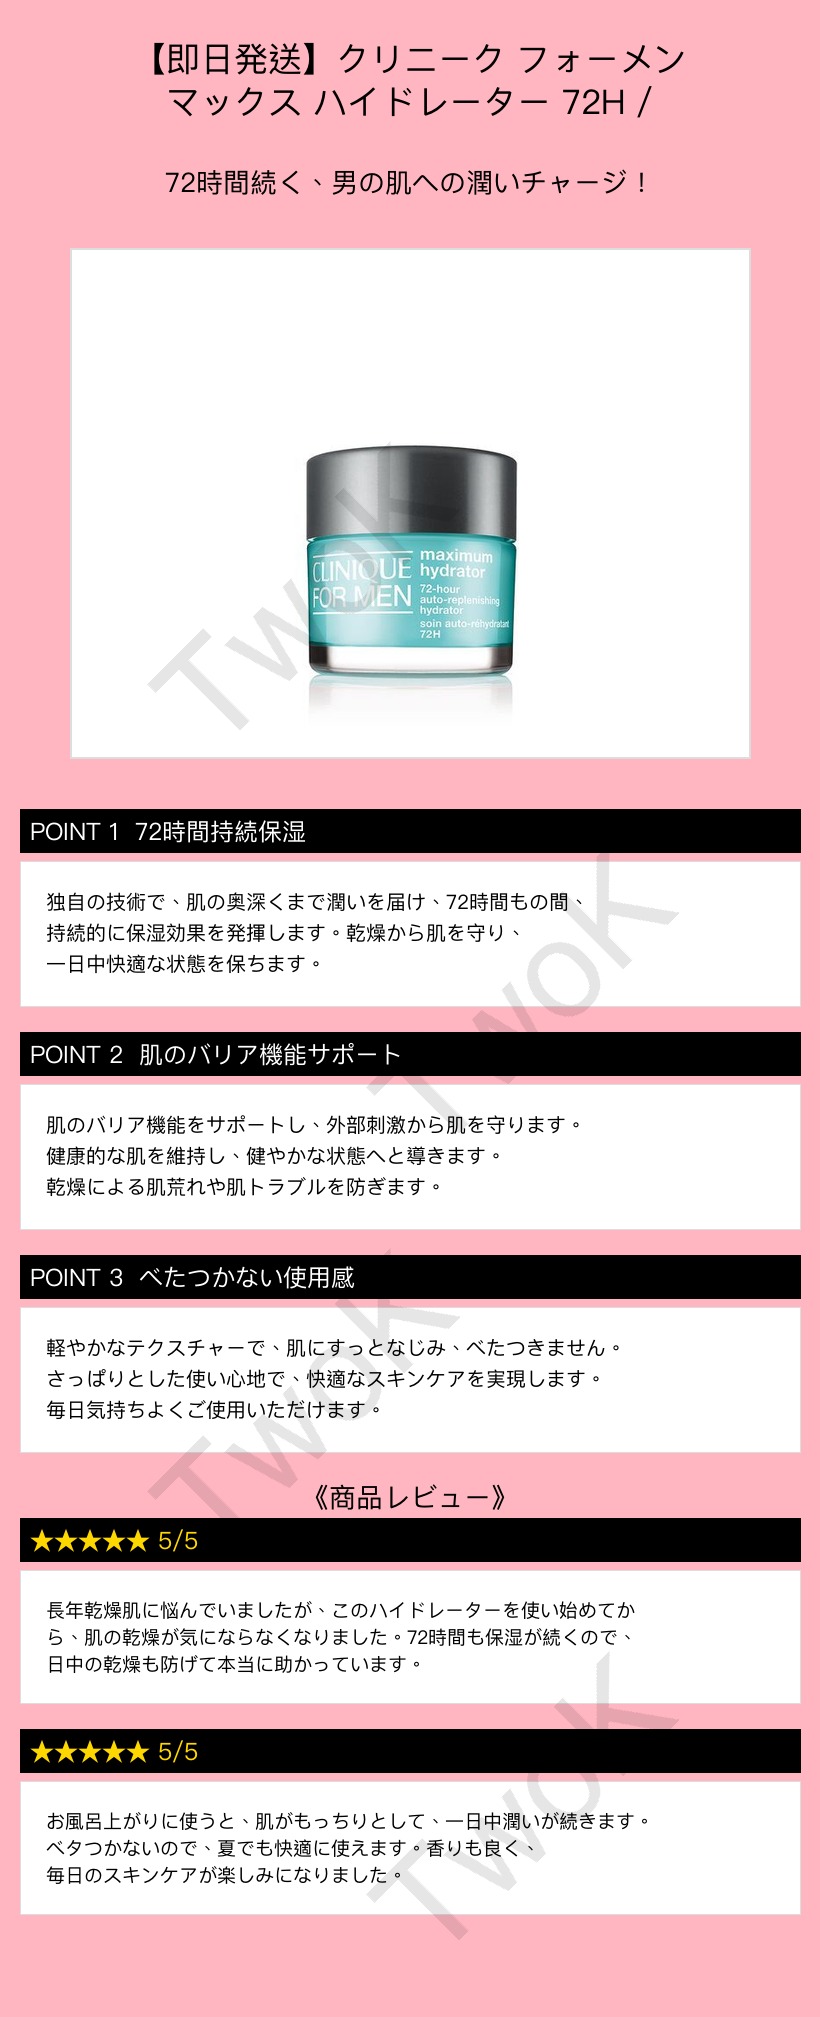 【即日発送】クリニーク フォーメン
マックス ハイドレーター 72H /
72時間続く、男の肌への潤いチャージ！
CLINIQUE
FOR MEN
maximum
hydrator
72-hour
auto-replenishing
hydrator
soin auto-réhydratant
72H
TwoK
POINT 1 72時間持続保湿
独自の技術で、肌の奥深くまで潤いを届け、72時間もの間、
持続的に保湿効果を発揮します。乾燥から肌を守り、
一日中快適な状態を保ちます。
TwoK
POINT 2 肌のバリア機能サポート
肌のバリア機能をサポートし、外部刺激から肌を守ります。
健康的な肌を維持し、健やかな状態へと導きます。
乾燥による肌荒れや肌トラブルを防ぎます。
POINT 3 べたつかない使用感
軽やかなテクスチャーで、肌にすっとなじみ、べたつきません。
さっぱりとした使い心地で、快適なスキンケアを実現します。
毎日気持ちよくご使用いただけます。
TwoK
《商品レビュー》
★★★★★ 5/5
長年乾燥肌に悩んでいましたが、このハイドレーターを使い始めてか
ら、肌の乾燥が気にならなくなりました。72時間も保湿が続くので、
日中の乾燥も防げて本当に助かっています。
★★★★★ 5/5
お風呂上がりに使うと、肌がもっちりとして、一日中潤いが続きます。
ベタつかないので、夏でも快適に使えます。香りも良く、
毎日のスキンケアが楽しみになりました。
TwoK